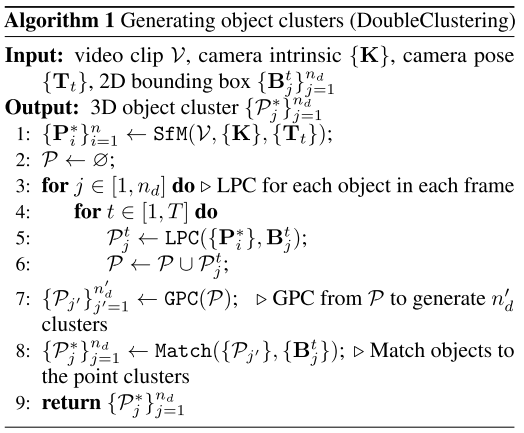 Algorithm 1 Generating object clusters (DoubleClustering)
Input: video clip $\mathcal{V}$, camera intrinsic $\{\mathbf{K}\}$, camera pose
$\{\mathbf{T}_t\}$, 2D bounding box $\{\mathbf{B}_j^t\}_{j=1}^{n_d}$
Output: 3D object cluster $\{\mathcal{P}_j^*\}_{j=1}^{n_d}$
1: $\{\mathbf{P}_i^*\}_{i=1}^{n} \leftarrow \texttt{SfM}(\mathcal{V}, \{\mathbf{K}\}, \{\mathbf{T}_t\})$;
2: $\mathcal{P} \leftarrow \varnothing$;
3: for $j \in [1, n_d]$ do ▷ LPC for each object in each frame
4: for $t \in [1, T]$ do
5: $\mathcal{P}_j^t \leftarrow \texttt{LPC}(\{\mathbf{P}_i^*\}, \mathbf{B}_j^t)$;
6: $\mathcal{P} \leftarrow \mathcal{P} \cup \mathcal{P}_j^t$;
7: $\{\mathcal{P}_{j'}\}_{j'=1}^{n'_d} \leftarrow \texttt{GPC}(\mathcal{P})$; ▷ GPC from $\mathcal{P}$ to generate $n'_d$
clusters
8: $\{\mathcal{P}_j^*\}_{j=1}^{n_d} \leftarrow \texttt{Match}(\{\mathcal{P}_{j'}\}, \{\mathbf{B}_j^t\})$; ▷ Match objects to
the point clusters
9: return $\{\mathcal{P}_j^*\}_{j=1}^{n_d}$